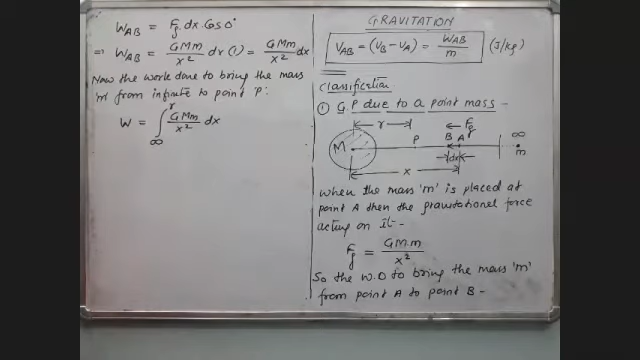 GRAVITATION
V_AB = (V_B - V_A) = W_AB / m (J/kg)
Classification
① G.P due to a point mass -
r F_g ∞
M P B A m
dx
x
when the mass 'm' is placed at
point A then the gravitational force
acting on it -
F_g = GM.m / x²
So the W.D to bring the mass 'm'
from point A to point B -
W_AB = F_g dx. Cos 0°
⇒ W_AB = GMm / x² dx (1) = GMm / x² dx
Now the work done to bring the mass
'm' from infinite to point 'P':
W = ∫_∞^r GMm / x² dx